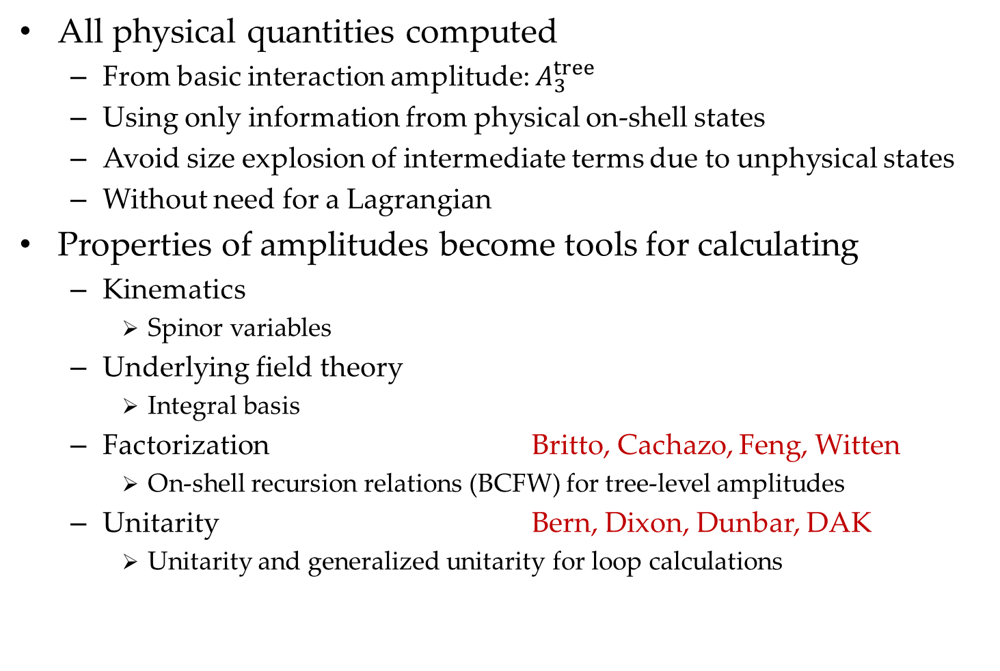 • All physical quantities computed
– From basic interaction amplitude: $A_3^{\text{tree}}$
– Using only information from physical on-shell states
– Avoid size explosion of intermediate terms due to unphysical states
– Without need for a Lagrangian
• Properties of amplitudes become tools for calculating
– Kinematics
➢ Spinor variables
– Underlying field theory
➢ Integral basis
– Factorization Britto, Cachazo, Feng, Witten
➢ On-shell recursion relations (BCFW) for tree-level amplitudes
– Unitarity Bern, Dixon, Dunbar, DAK
➢ Unitarity and generalized unitarity for loop calculations